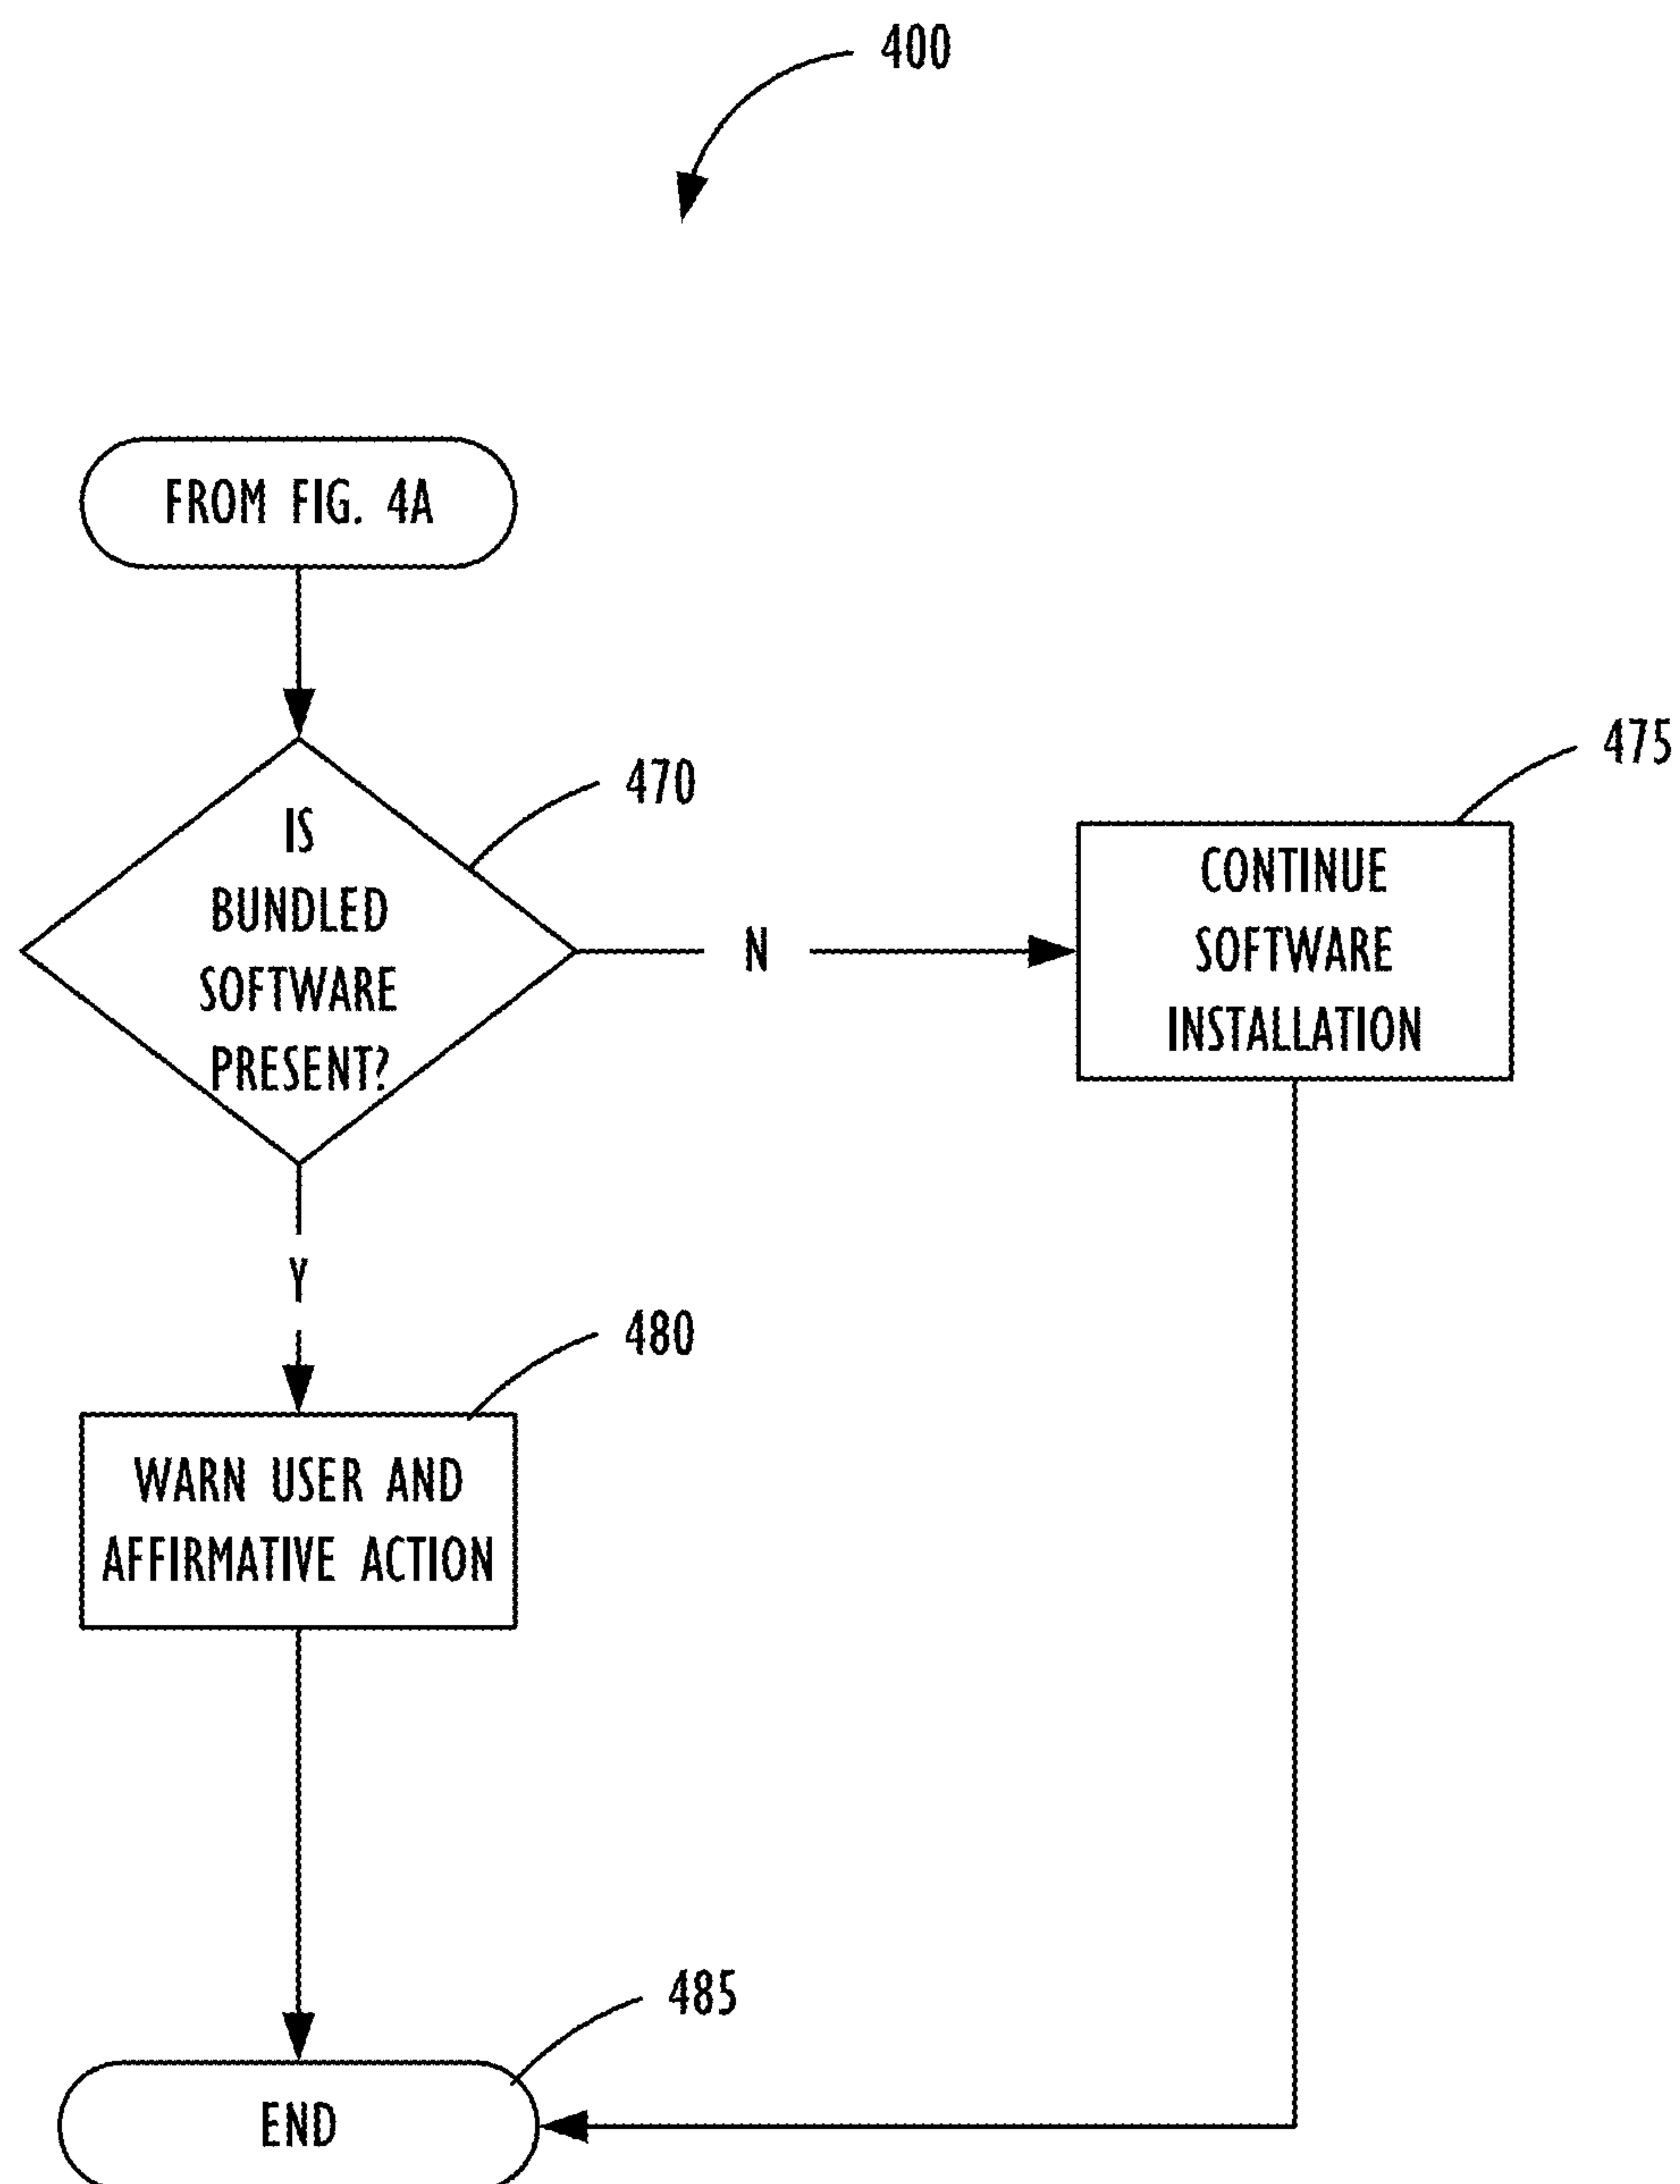 400
FROM FIG. 4A
470
IS
BUNDLED
SOFTWARE
PRESENT?
N
475
CONTINUE
SOFTWARE
INSTALLATION
Y
480
WARN USER AND
AFFIRMATIVE ACTION
485
END